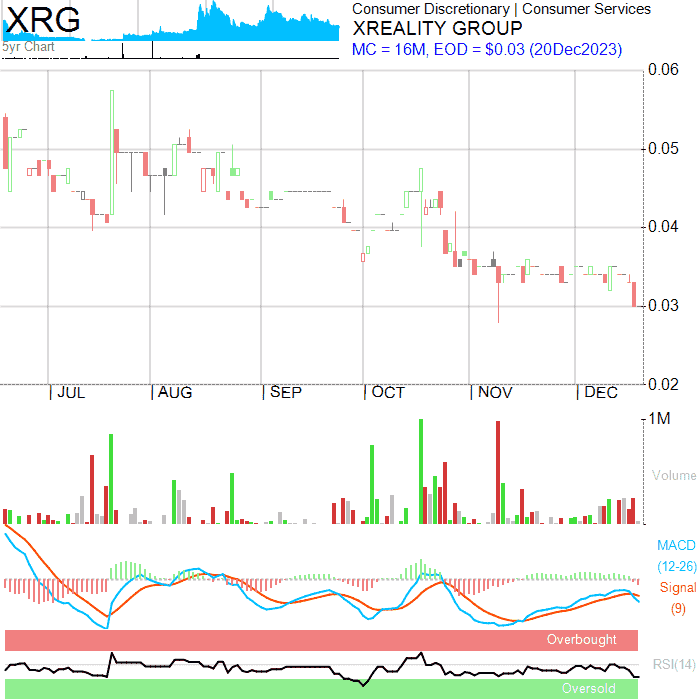 XRG
Consumer Discretionary | Consumer Services
XREALITY GROUP
MC = 16M, EOD = $0.03 (20Dec2023)
5yr Chart
0.06
0.05
0.04
0.03
0.02
JUL AUG SEP OCT NOV DEC
1M
Volume
MACD
(12-26)
Signal
(9)
Overbought
RSI(14)
Oversold